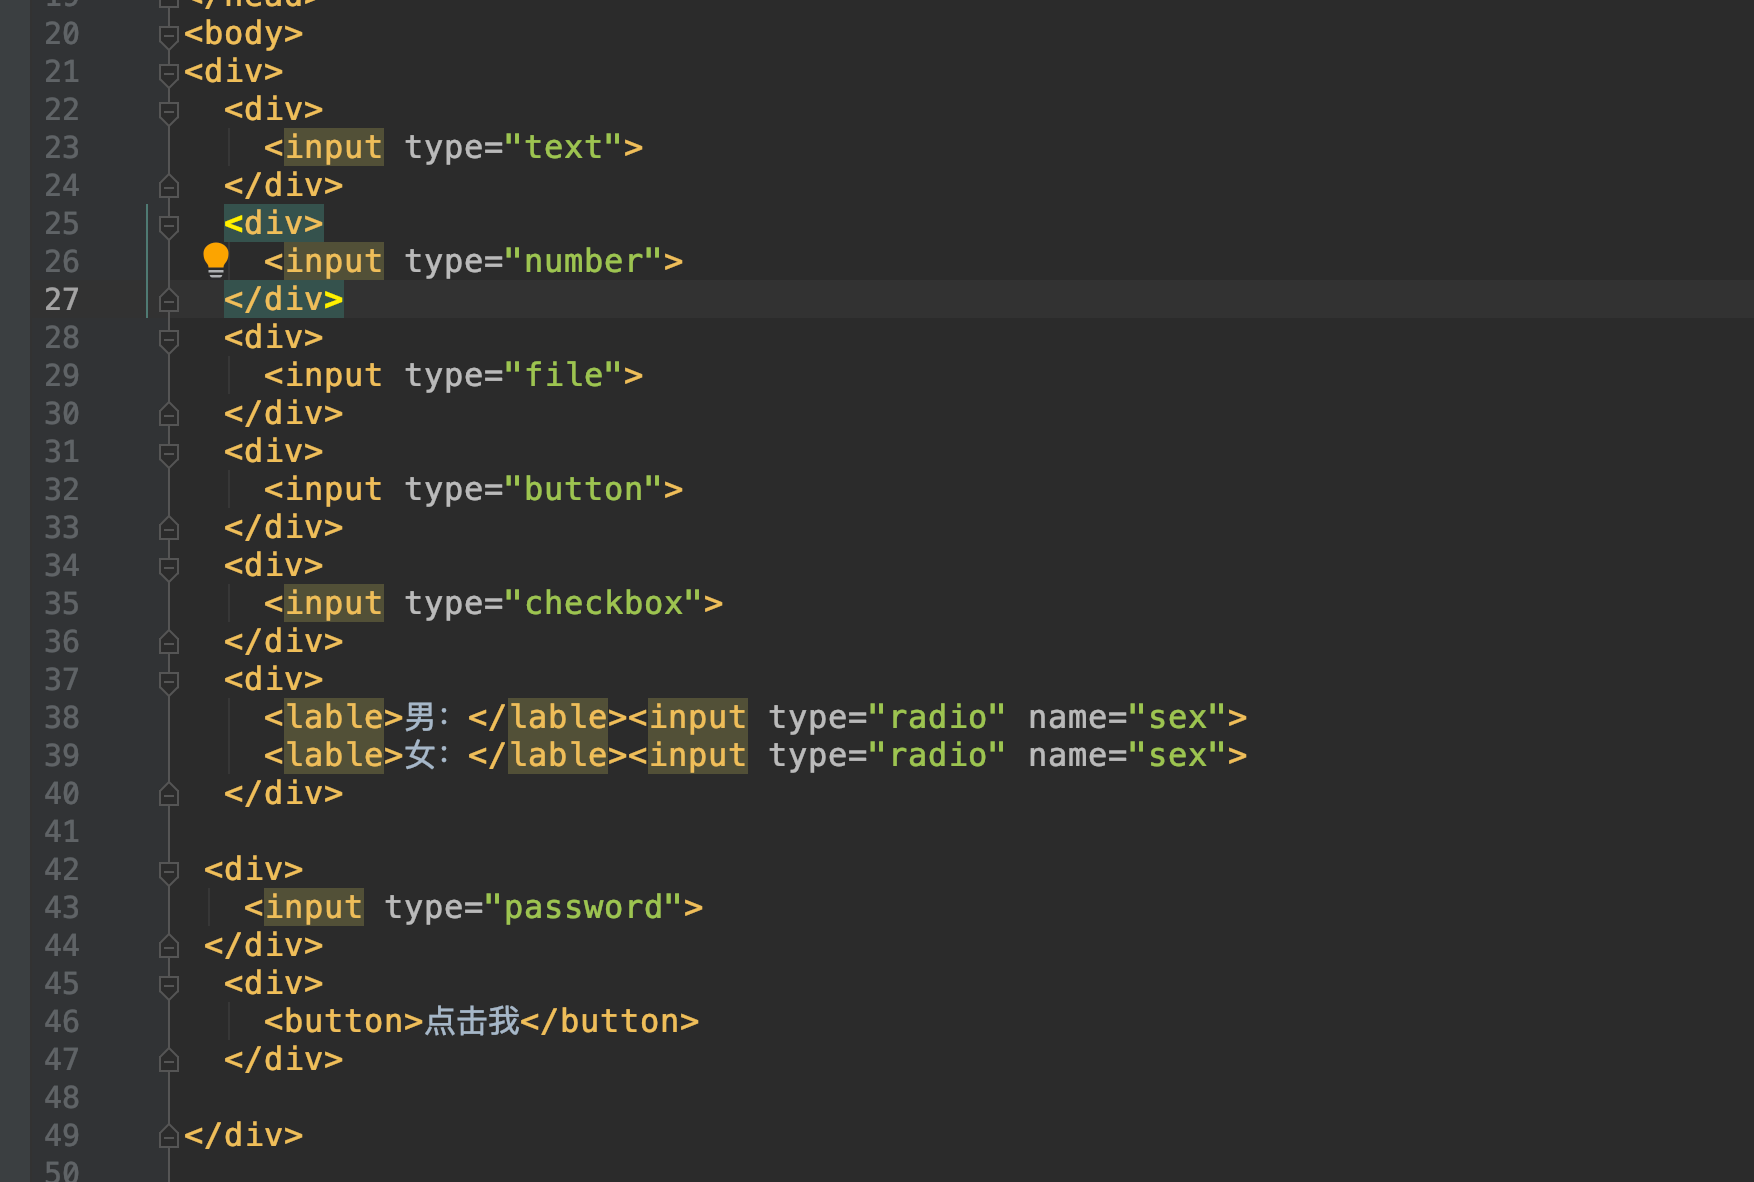 19 </head>
20 <body>
21 <div>
22 <div>
23 <input type="text">
24 </div>
25 <div>
26 <input type="number">
27 </div>
28 <div>
29 <input type="file">
30 </div>
31 <div>
32 <input type="button">
33 </div>
34 <div>
35 <input type="checkbox">
36 </div>
37 <div>
38 <lable>男：</lable><input type="radio" name="sex">
39 <lable>女：</lable><input type="radio" name="sex">
40 </div>
41
42 <div>
43 <input type="password">
44 </div>
45 <div>
46 <button>点击我</button>
47 </div>
48
49 </div>
50